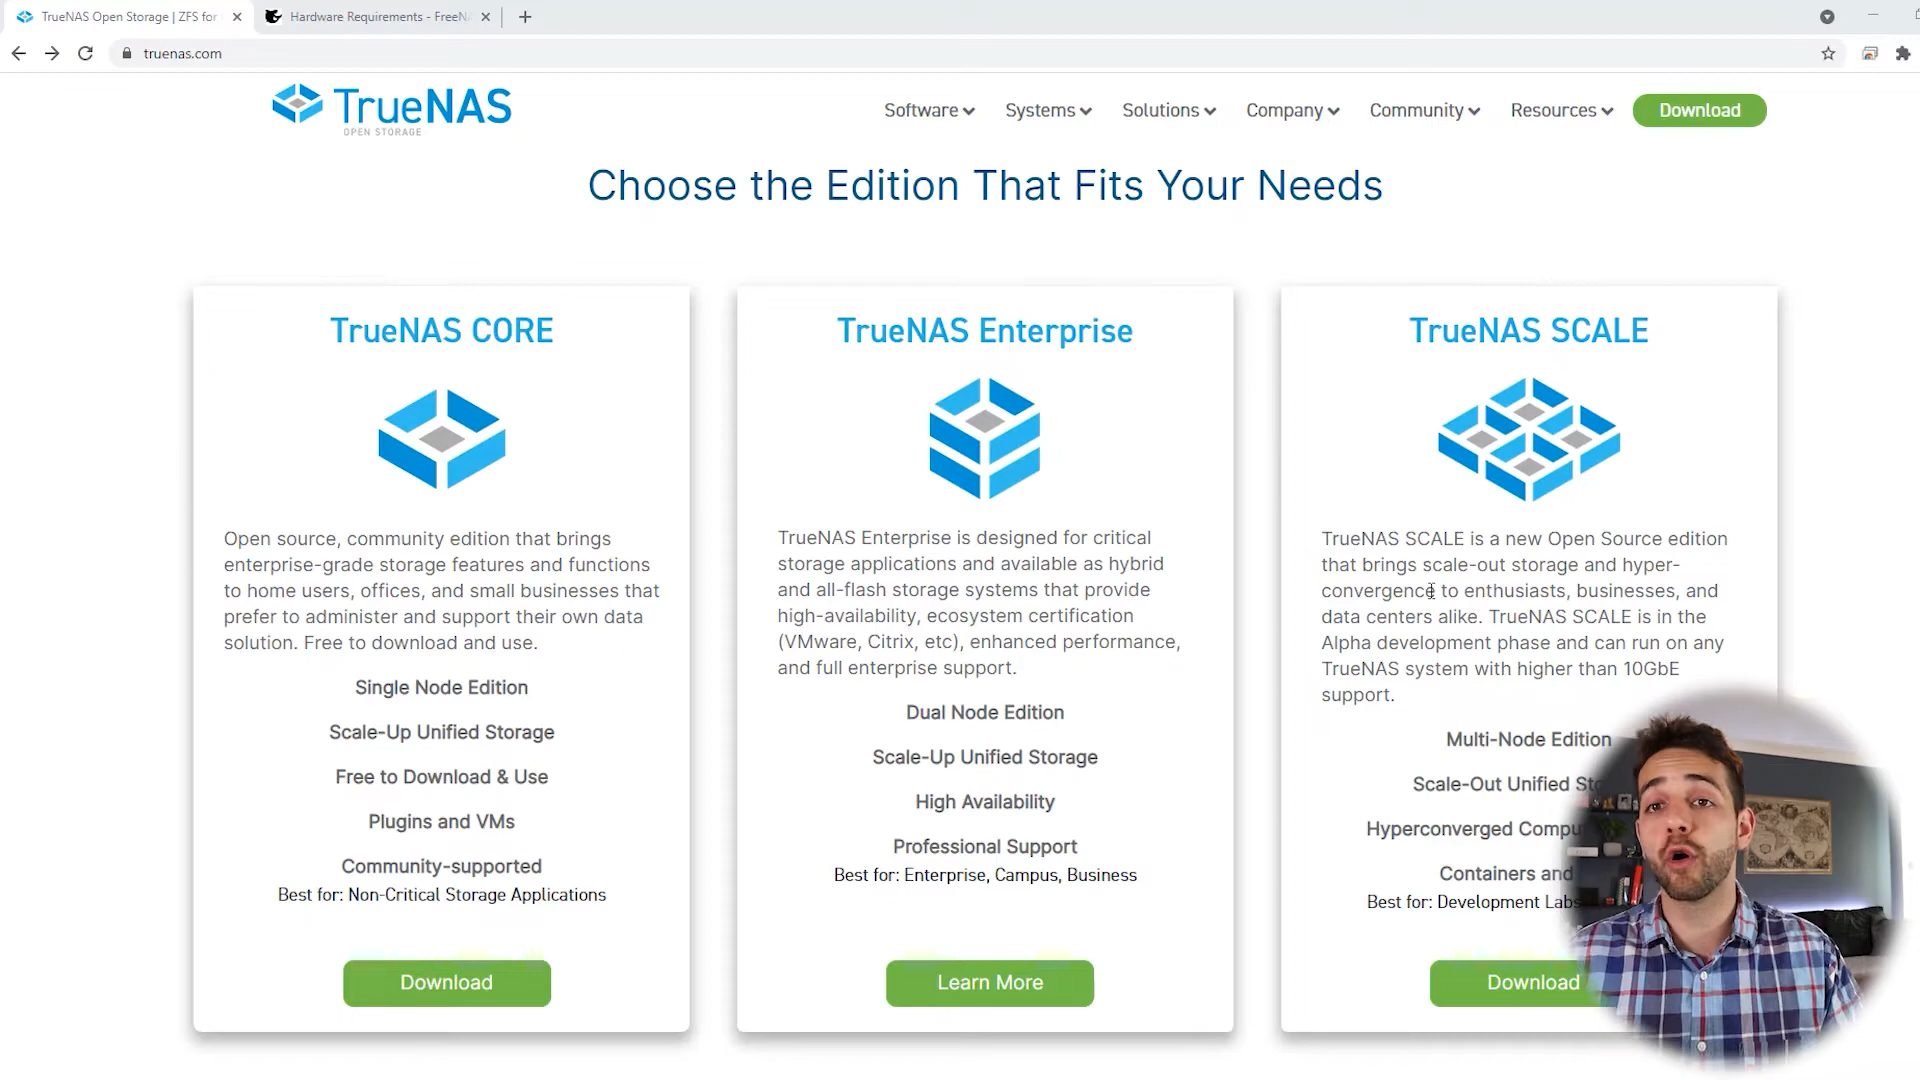 TrueNAS Open Storage | ZFS for
Hardware Requirements - FreeN
truenas.com
TrueNAS
OPEN STORAGE
Software
Systems
Solutions
Company
Community
Resources
Download
Choose the Edition That Fits Your Needs
TrueNAS CORE
Open source, community edition that brings
enterprise-grade storage features and functions
to home users, offices, and small businesses that
prefer to administer and support their own data
solution. Free to download and use.
Single Node Edition
Scale-Up Unified Storage
Free to Download & Use
Plugins and VMs
Community-supported
Best for: Non-Critical Storage Applications
Download
TrueNAS Enterprise
TrueNAS Enterprise is designed for critical
storage applications and available as hybrid
and all-flash storage systems that provide
high-availability, ecosystem certification
(VMware, Citrix, etc), enhanced performance,
and full enterprise support.
Dual Node Edition
Scale-Up Unified Storage
High Availability
Professional Support
Best for: Enterprise, Campus, Business
Learn More
TrueNAS SCALE
TrueNAS SCALE is a new Open Source edition
that brings scale-out storage and hyper-
convergence to enthusiasts, businesses, and
data centers alike. TrueNAS SCALE is in the
Alpha development phase and can run on any
TrueNAS system with higher than 10GbE
support.
Multi-Node Edition
Scale-Out Unified
Hyperconverged
Containers and
Best for: Development Labs
Download